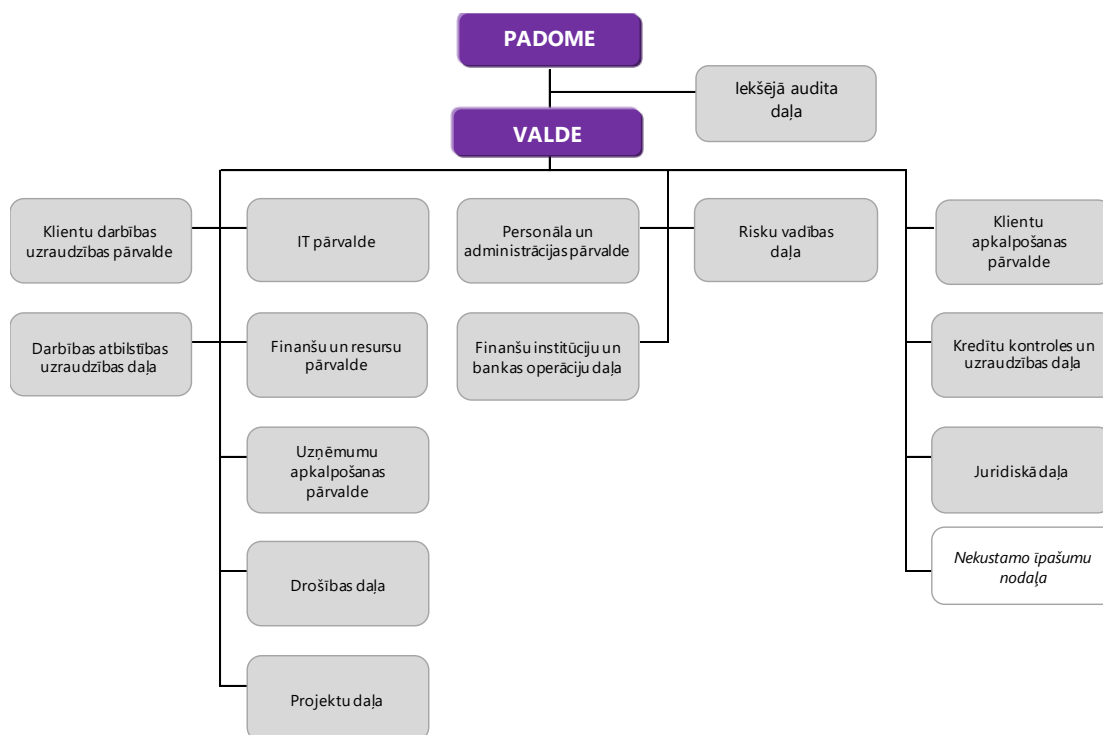 PADOME
Iekšējā audita
daļa
VALDE
Klientu darbības
uzraudzības pārvalde
IT pārvalde
Personāla un
administrācijas pārvalde
Risku vadības
daļa
Klientu
apkalpošanas
pārvalde
Darbības atbilstības
uzraudzības daļa
Finanšu un resursu
pārvalde
Finanšu institūciju un
bankas operāciju daļa
Kredītu kontroles un
uzraudzības daļa
Uzņēmumu
apkalpošanas
pārvalde
Juridiskā daļa
Drošības daļa
Nekustamo īpašumu
nodaļa
Projektu daļa